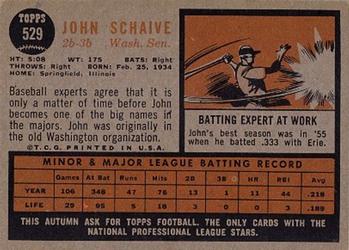 TOPPS
529
JOHN SCHAIVE
2b-3b Wash. Sen.
HT: 5:08 WT: 175 BATS: Right
THROWS: Right BORN: Feb. 25, 1934
HOME: Springfield, Illinois
Baseball experts agree that it is
only a matter of time before John
becomes one of the big names in
the majors. John was originally in
the old Washington organization.
© T.C.G. PRINTED IN U.S.A.
BATTING EXPERT AT WORK
John's best season was in '55
when he batted .333 with Erie.
MINOR & MAJOR LEAGUE BATTING RECORD
GAMES AT BAT RUNS HITS 2B 3B HR RBI AVG.
YEAR 106 348 47 76 13 1 11 44 .218
LIFE 29 95 18 .189
THIS AUTUMN ASK FOR TOPPS FOOTBALL. THE ONLY CARDS WITH THE
NATIONAL PROFESSIONAL LEAGUE STARS.